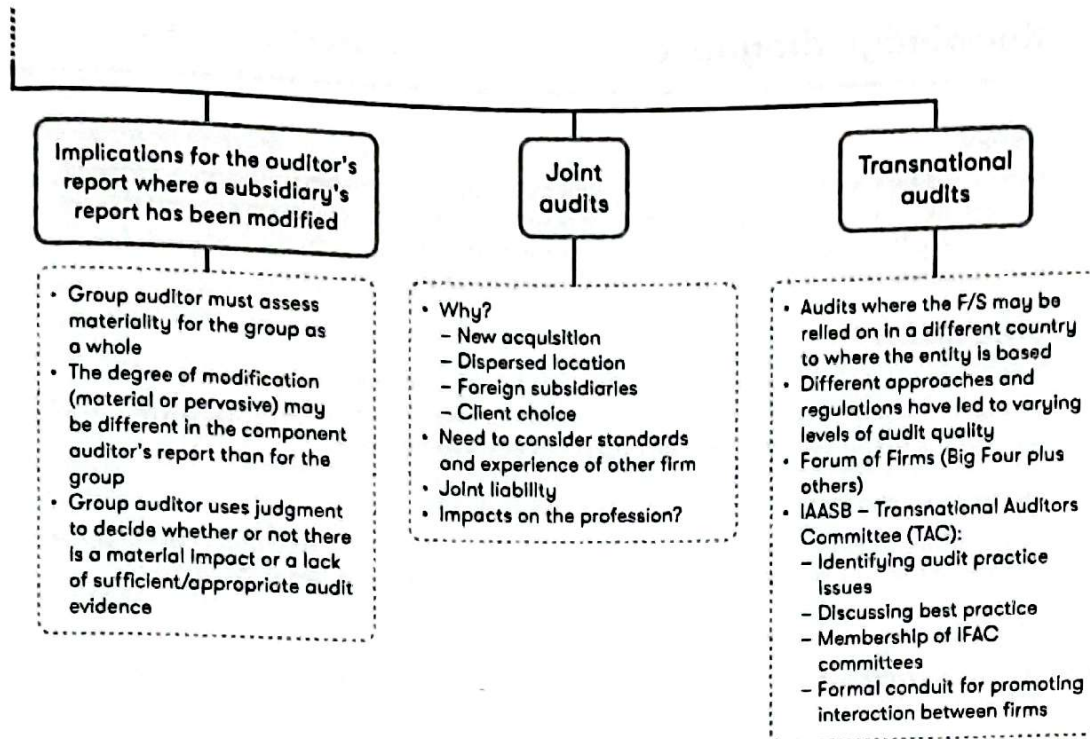 Implications for the auditor's
report where a subsidiary's
report has been modified
• Group auditor must assess
materiality for the group as
a whole
• The degree of modification
(material or pervasive) may
be different in the component
auditor's report than for the
group
• Group auditor uses judgment
to decide whether or not there
is a material impact or a lack
of sufficient/appropriate audit
evidence
Joint
audits
• Why?
– New acquisition
– Dispersed location
– Foreign subsidiaries
– Client choice
• Need to consider standards
and experience of other firm
• Joint liability
• Impacts on the profession?
Transnational
audits
• Audits where the F/S may be
relied on in a different country
to where the entity is based
• Different approaches and
regulations have led to varying
levels of audit quality
• Forum of Firms (Big Four plus
others)
• IAASB – Transnational Auditors
Committee (TAC):
– Identifying audit practice
issues
– Discussing best practice
– Membership of IFAC
committees
– Formal conduit for promoting
interaction between firms